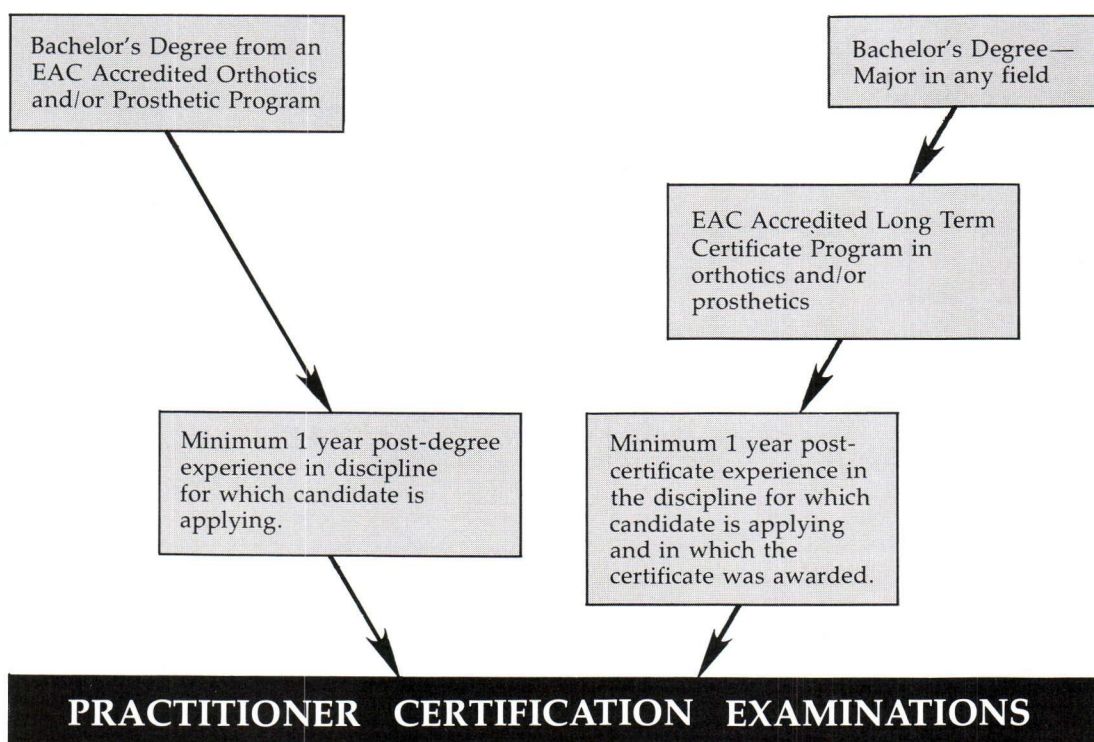 Bachelor's Degree from an
EAC Accredited Orthotics
and/or Prosthetic Program
Bachelor's Degree—
Major in any field
EAC Accredited Long Term
Certificate Program in
orthotics and/or
prosthetics
Minimum 1 year post-degree
experience in discipline
for which candidate is
applying.
Minimum 1 year post-
certificate experience in
the discipline for which
candidate is applying
and in which the
certificate was awarded.
PRACTITIONER CERTIFICATION EXAMINATIONS